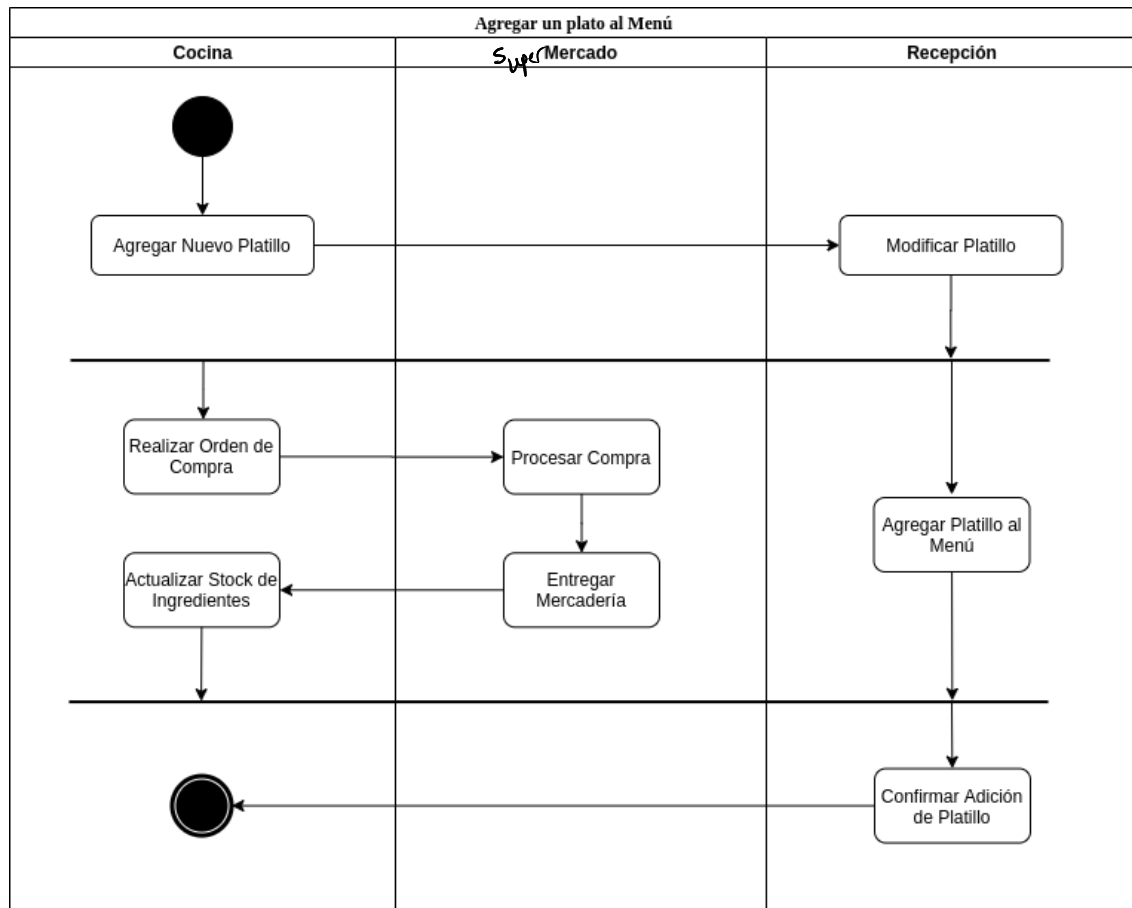 Agregar un plato al Menú
Cocina
superMercado
Recepción
Agregar Nuevo Platillo
Modificar Platillo
Realizar Orden de
Compra
Procesar Compra
Agregar Platillo al
Menú
Actualizar Stock de
Ingredientes
Entregar
Mercadería
Confirmar Adición
de Platillo